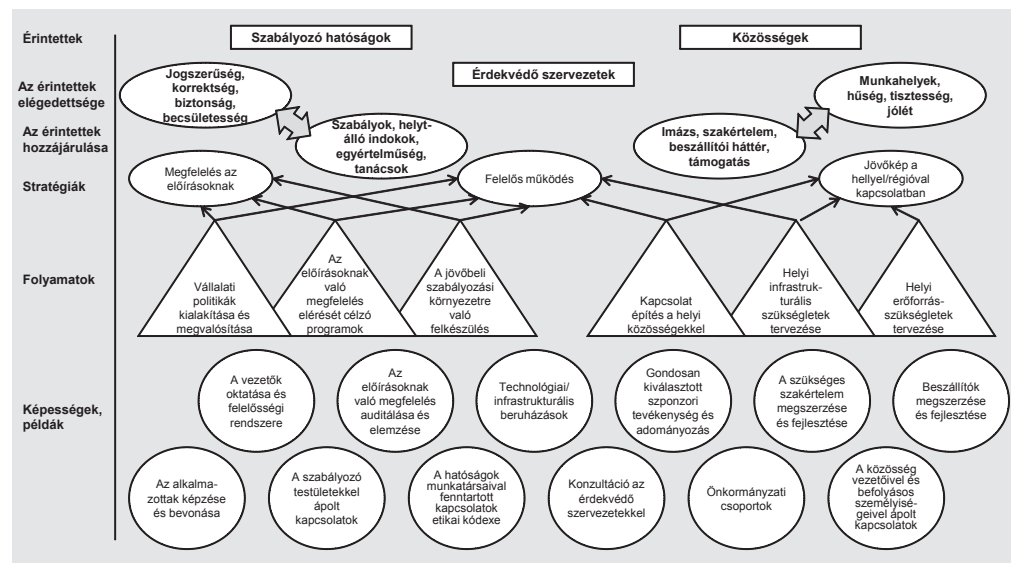 Érintettek
Szabályozó hatóságok
Közösségek
Érdekvédő szervezetek
Az érintettek
elégedettsége
Jogszerűség,
korrektség,
biztonság,
becsületesség
Munkahelyek,
hűség, tisztesség,
jólét
Az érintettek
hozzájárulása
Szabályok, helyt-
álló indokok,
egyértelműség,
tanácsok
Imázs, szakértelem,
beszállítói háttér,
támogatás
Stratégiák
Megfelelés az
előírásoknak
Felelős működés
Jövőkép a
hellyel/régióval
kapcsolatban
Folyamatok
Vállalati
politikák
kialakítása és
megvalósítása
Az
előírásoknak
való
megfelelés
elérését célzó
programok
A jövőbeli
szabályozási
környezetre
való
felkészülés
Kapcsolat
építés a helyi
közösségekkel
Helyi
infrastruk-
turális
szükségletek
tervezése
Helyi
erőforrás-
szükségletek
tervezése
Képességek,
példák
A vezetők
oktatása és
felelősségi
rendszere
Az
előírásoknak
való megfelelés
auditálása és
elemzése
Technológiai/
infrastrukturális
beruházások
Gondosan
kiválasztott
szponzori
tevékenység és
adományozás
A szükséges
szakértelem
megszerzése
és fejlesztése
Beszállítók
megszerzése
és fejlesztése
Az alkalma-
zottak képzése
és bevonása
A szabályozó
testületekkel
ápolt
kapcsolatok
A hatóságok
munkatársaival
fenntartott
kapcsolatok
etikai kódexe
Konzultáció az
érdekvédő
szervezetekkel
Önkormányzati
csoportok
A közösség
vezetőivel és
befolyásos
személyisé-
geivel ápolt
kapcsolatok